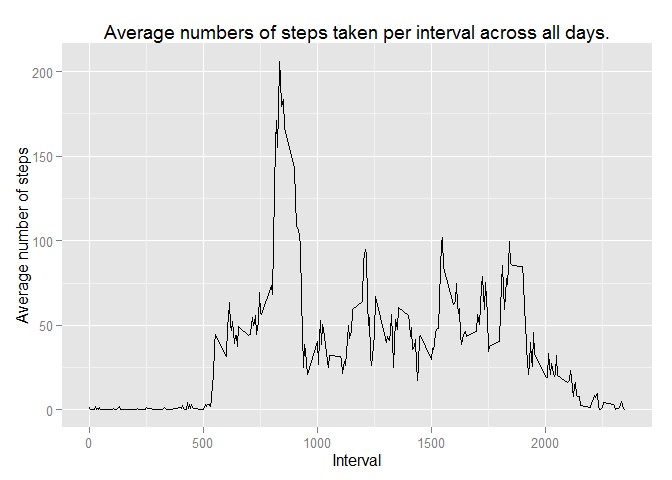 Average numbers of steps taken per interval across all days.
200
150
100
50
0
Average number of steps
0 500 1000 1500 2000
Interval